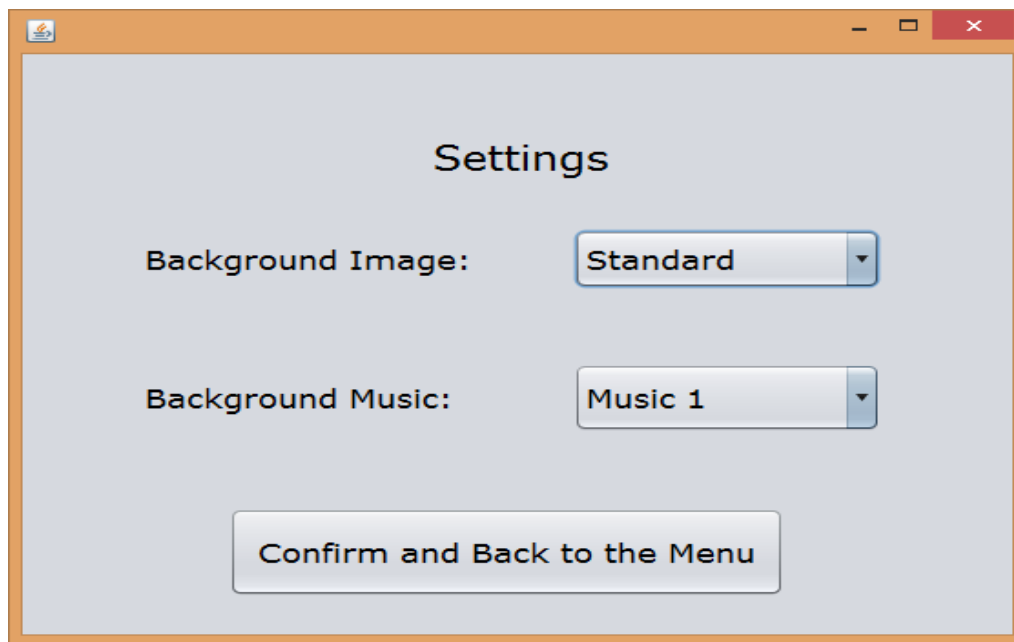 Settings
Background Image: Standard
Background Music: Music 1
Confirm and Back to the Menu